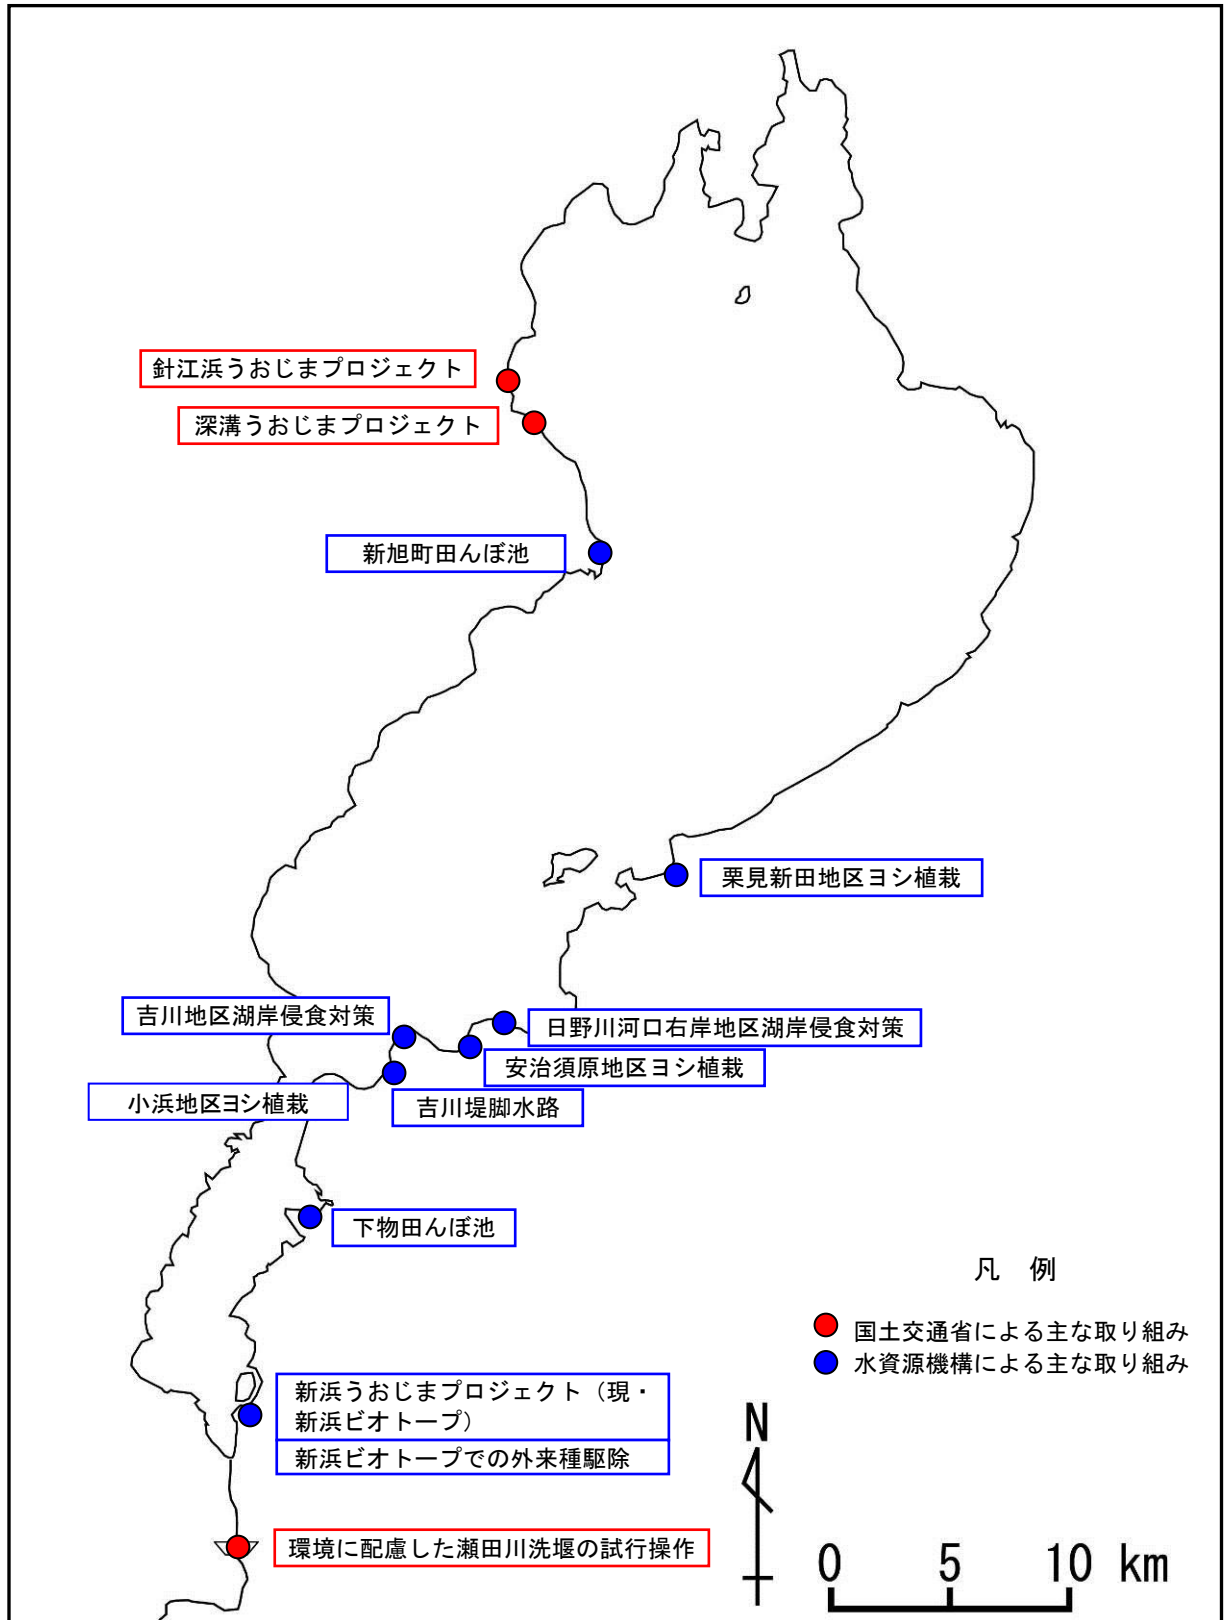 針江浜うおじまプロジェクト
深溝うおじまプロジェクト
新旭町田んぼ池
栗見新田地区ヨシ植栽
吉川地区湖岸侵食対策
日野川河口右岸地区湖岸侵食対策
安治須原地区ヨシ植栽
小浜地区ヨシ植栽
吉川堤脚水路
下物田んぼ池
凡 例
国土交通省による主な取り組み
水資源機構による主な取り組み
新浜うおじまプロジェクト(現・
新浜ビオトープ)
新浜ビオトープでの外来種駆除
環境に配慮した瀬田川洗堰の試行操作
N
0 5 10 km